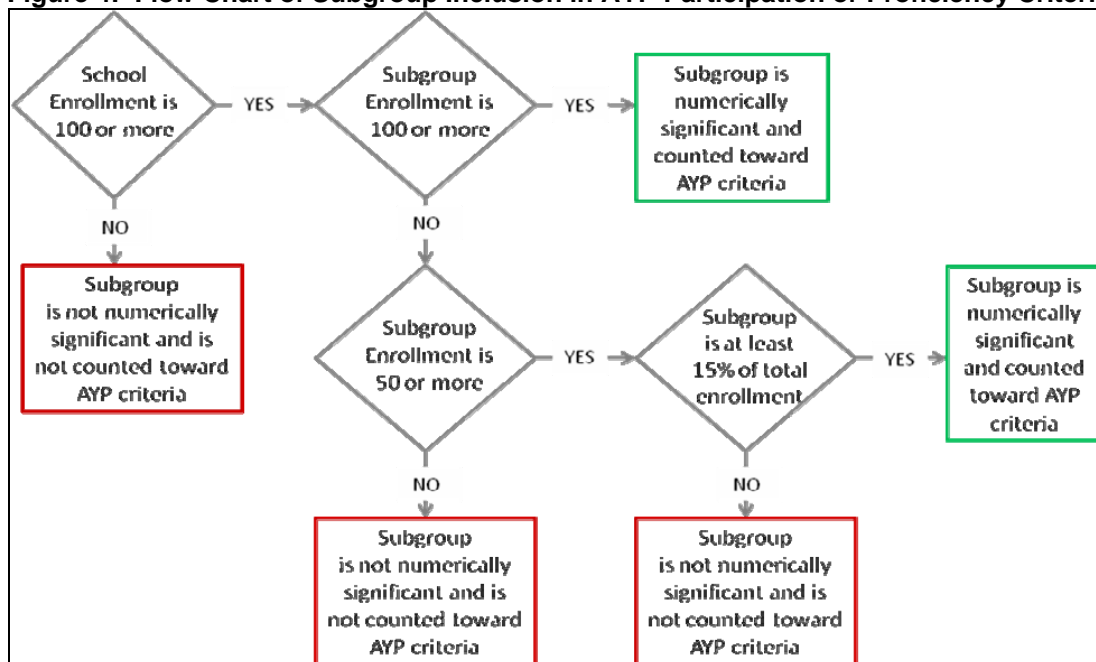 Flow Chart of Subgroup Inclusion in AYP Participation or Proficiency
School
Enrollment is
100 or more
YES
Subgroup
Enrollment is
100 or more
YES
Subgroup is
numerically
significant and
counted toward
AYP criteria
NO
NO
Subgroup
is not numerically
significant and is
not counted toward
AYP criteria
Subgroup
Enrollment is
50 or more
YES
Subgroup
is at least
15% of total
enrollment
YES
Subgroup is
numerically
significant
and counted
toward AYP
criteria
NO
NO
Subgroup
is not numerically
significant and is
not counted toward
AYP criteria
Subgroup
is not numerically
significant and is
not counted toward
AYP criteria